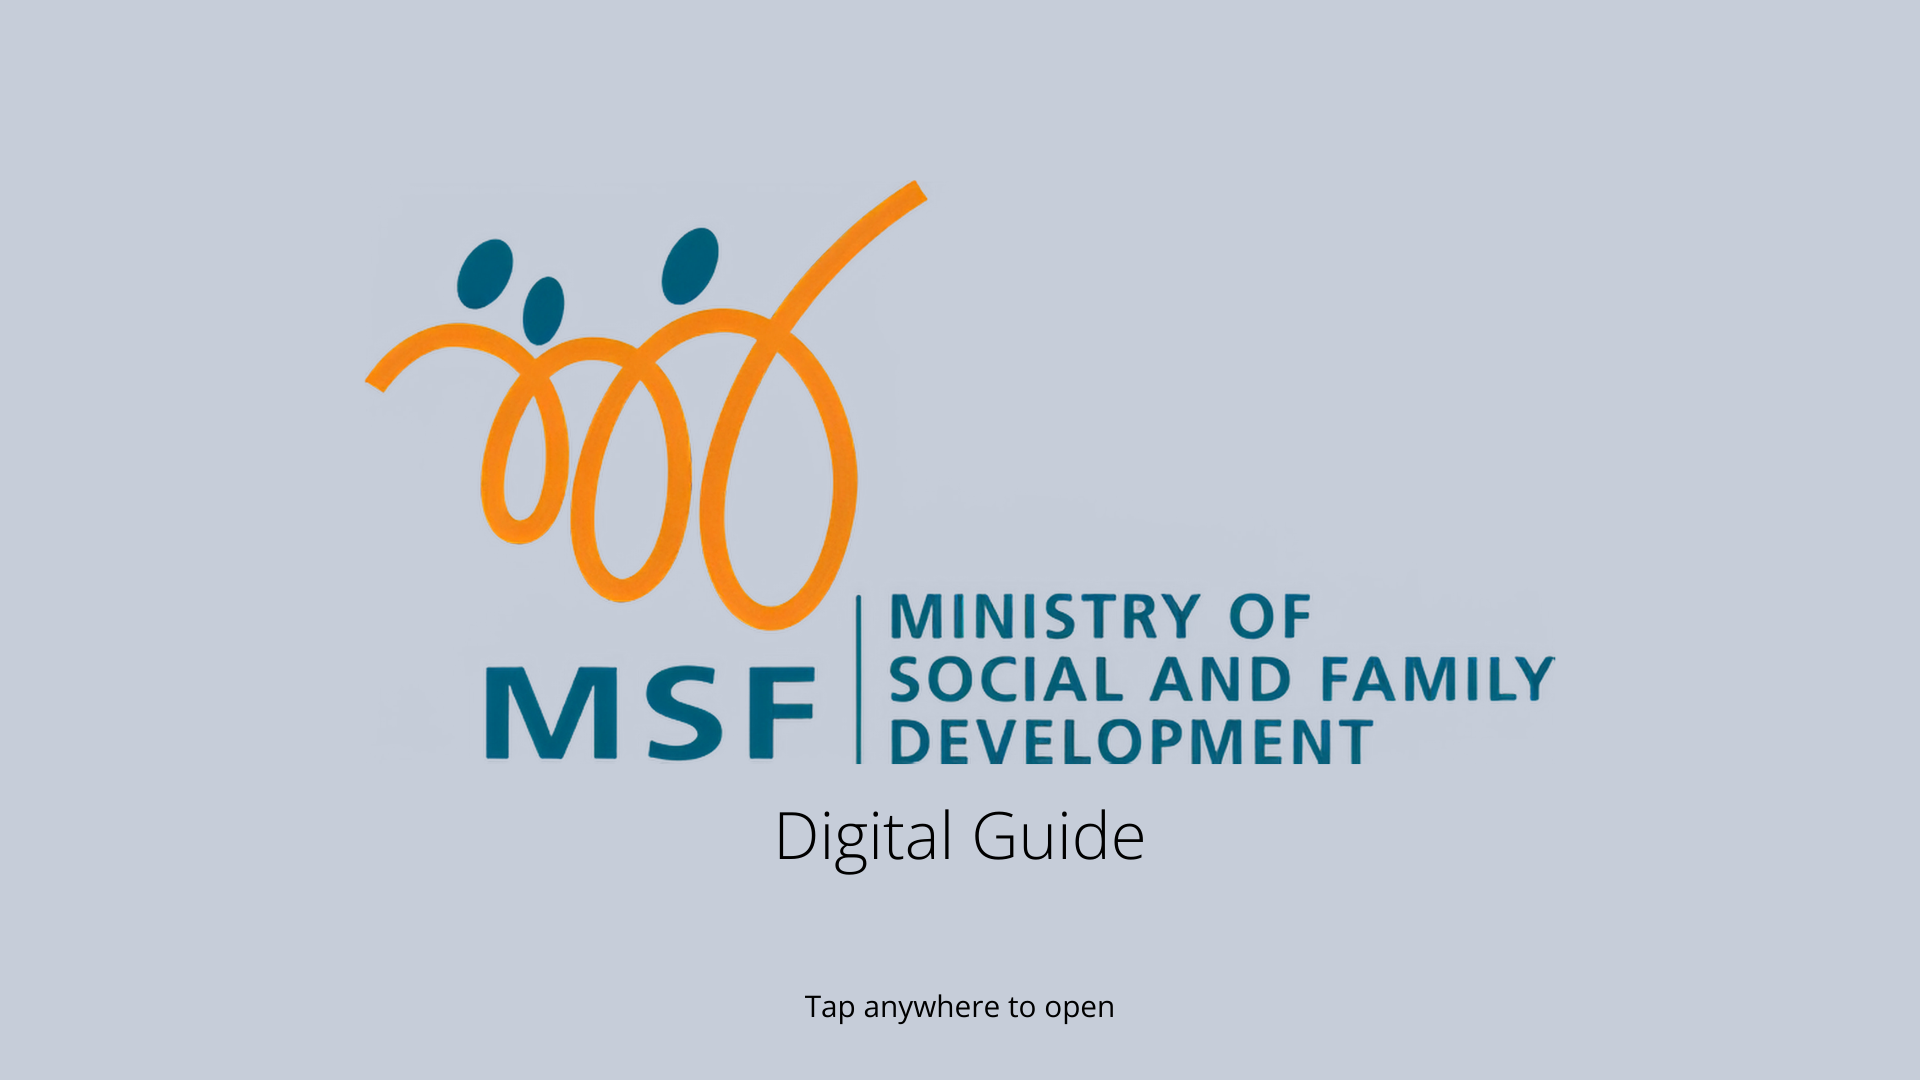 MSF
MINISTRY OF
SOCIAL AND FAMILY
DEVELOPMENT
Digital Guide
Tap anywhere to open